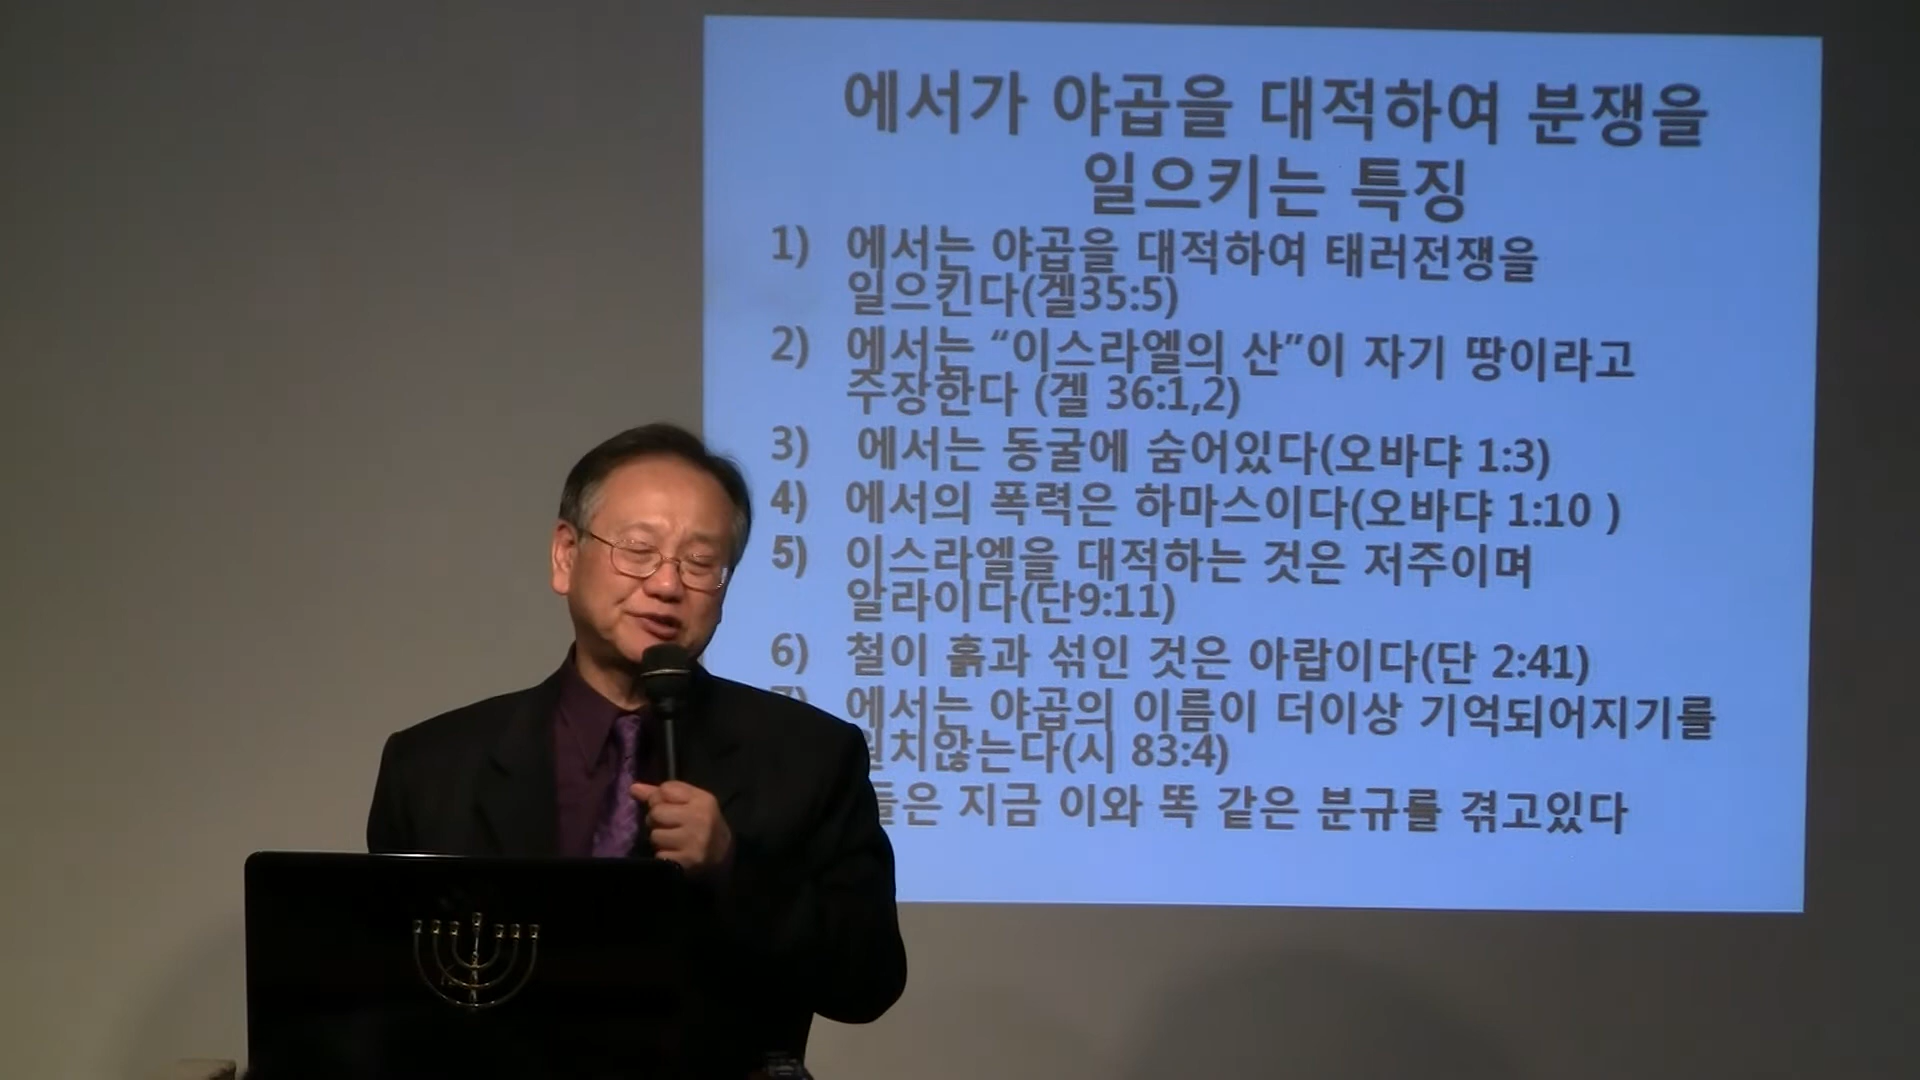 에서가 야곱을 대적하여 분쟁을
일으키는 특징
1) 에서는 야곱을 대적하여 태러전쟁을
일으킨다(겔35:5)
2) 에서는 “이스라엘의 산”이 자기 땅이라고
주장한다 (겔 36:1,2)
3) 에서는 동굴에 숨어있다(오바댜 1:3)
4) 에서의 폭력은 하마스이다(오바댜 1:10 )
5) 이스라엘을 대적하는 것은 저주이며
알라이다(단9:11)
6) 철이 흙과 섞인 것은 아랍이다(단 2:41)
7) 에서는 야곱의 이름이 더이상 기억되어지기를
원치않는다(시 83:4)
들은 지금 이와 똑 같은 분규를 겪고있다